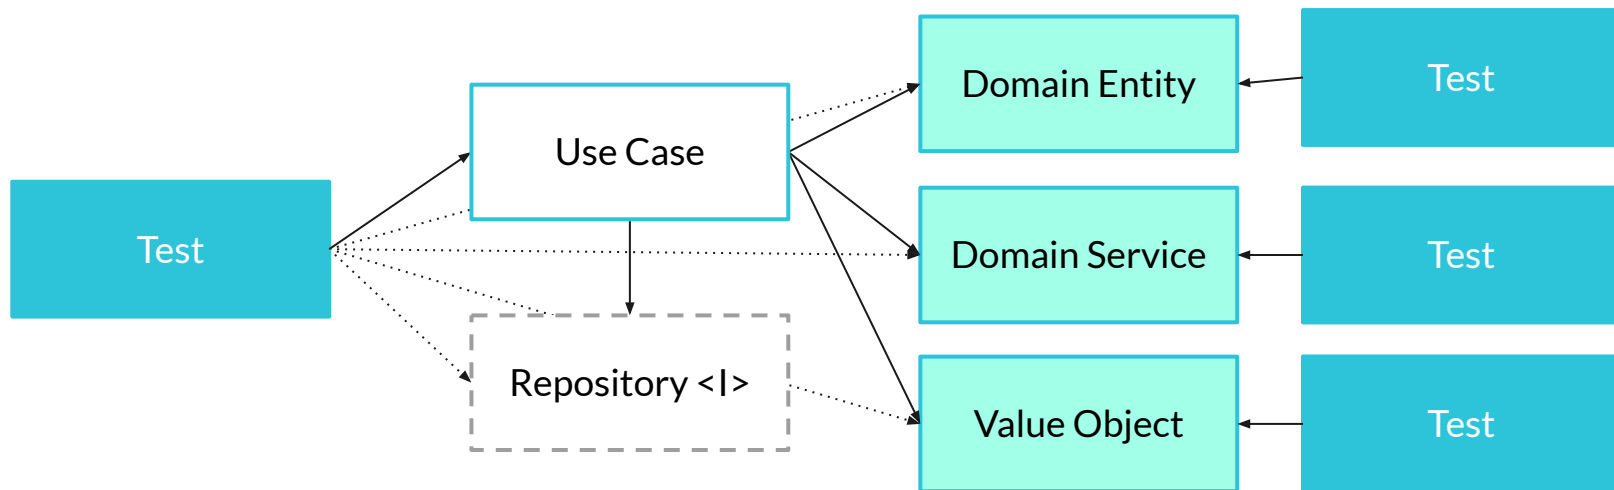 Test
Use Case
Repository <I>
Domain Entity
Domain Service
Value Object
Test
Test
Test